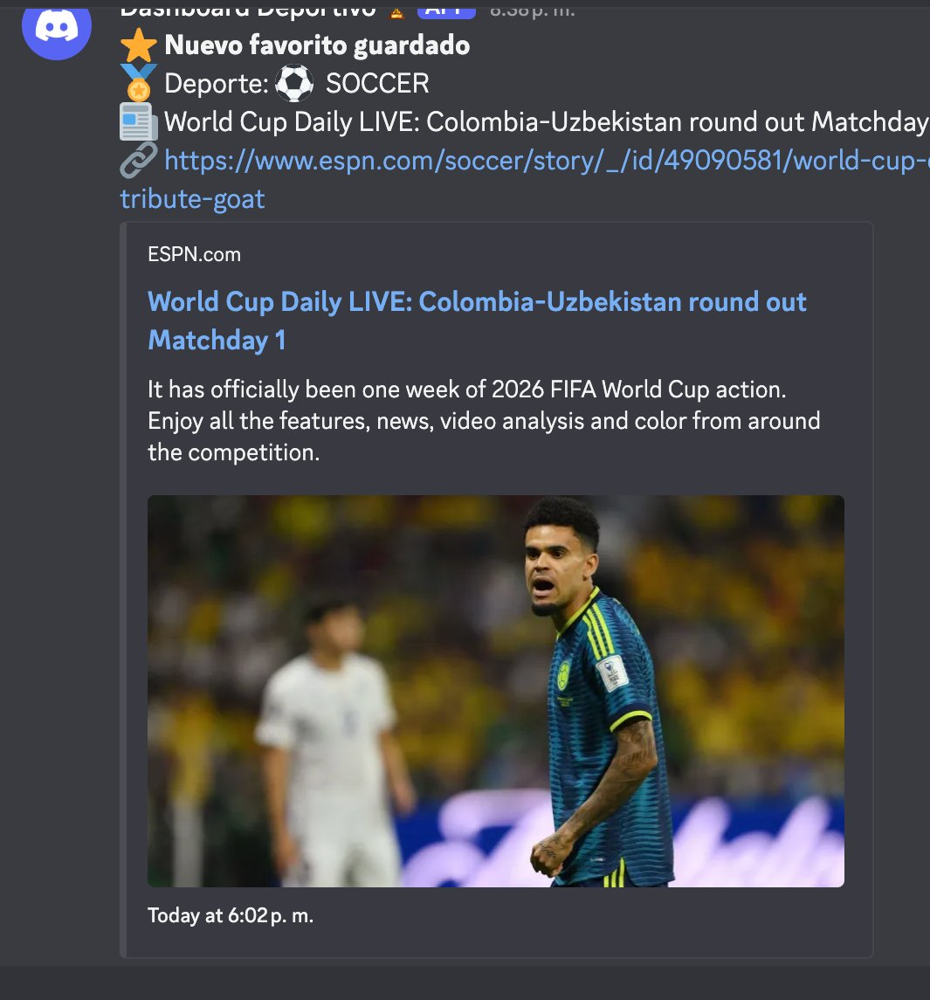 Dashboard Deportivo APP 8:38 p. m.
Nuevo favorito guardado
Deporte: SOCCER
World Cup Daily LIVE: Colombia-Uzbekistan round out Matchday
https://www.espn.com/soccer/story/_/id/49090581/world-cup-
tribute-goat
ESPN.com
World Cup Daily LIVE: Colombia-Uzbekistan round out
Matchday 1
It has officially been one week of 2026 FIFA World Cup action.
Enjoy all the features, news, video analysis and color from around
the competition.
Today at 6:02 p. m.